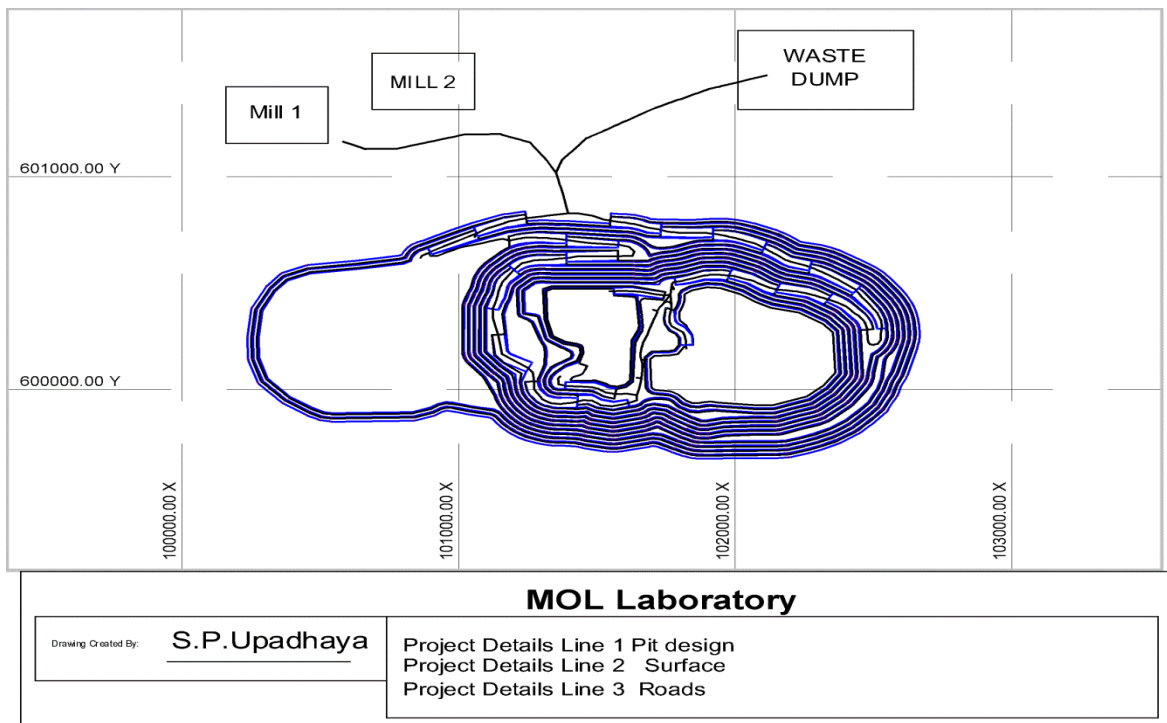 WASTE
DUMP
MILL 2
Mill 1
601000.00 Y
600000.00 Y
100000.00 X
101000.00 X
102000.00 X
103000.00 X
MOL Laboratory
Drawing Created By: S.P.Upadhaya
Project Details Line 1 Pit design
Project Details Line 2 Surface
Project Details Line 3 Roads